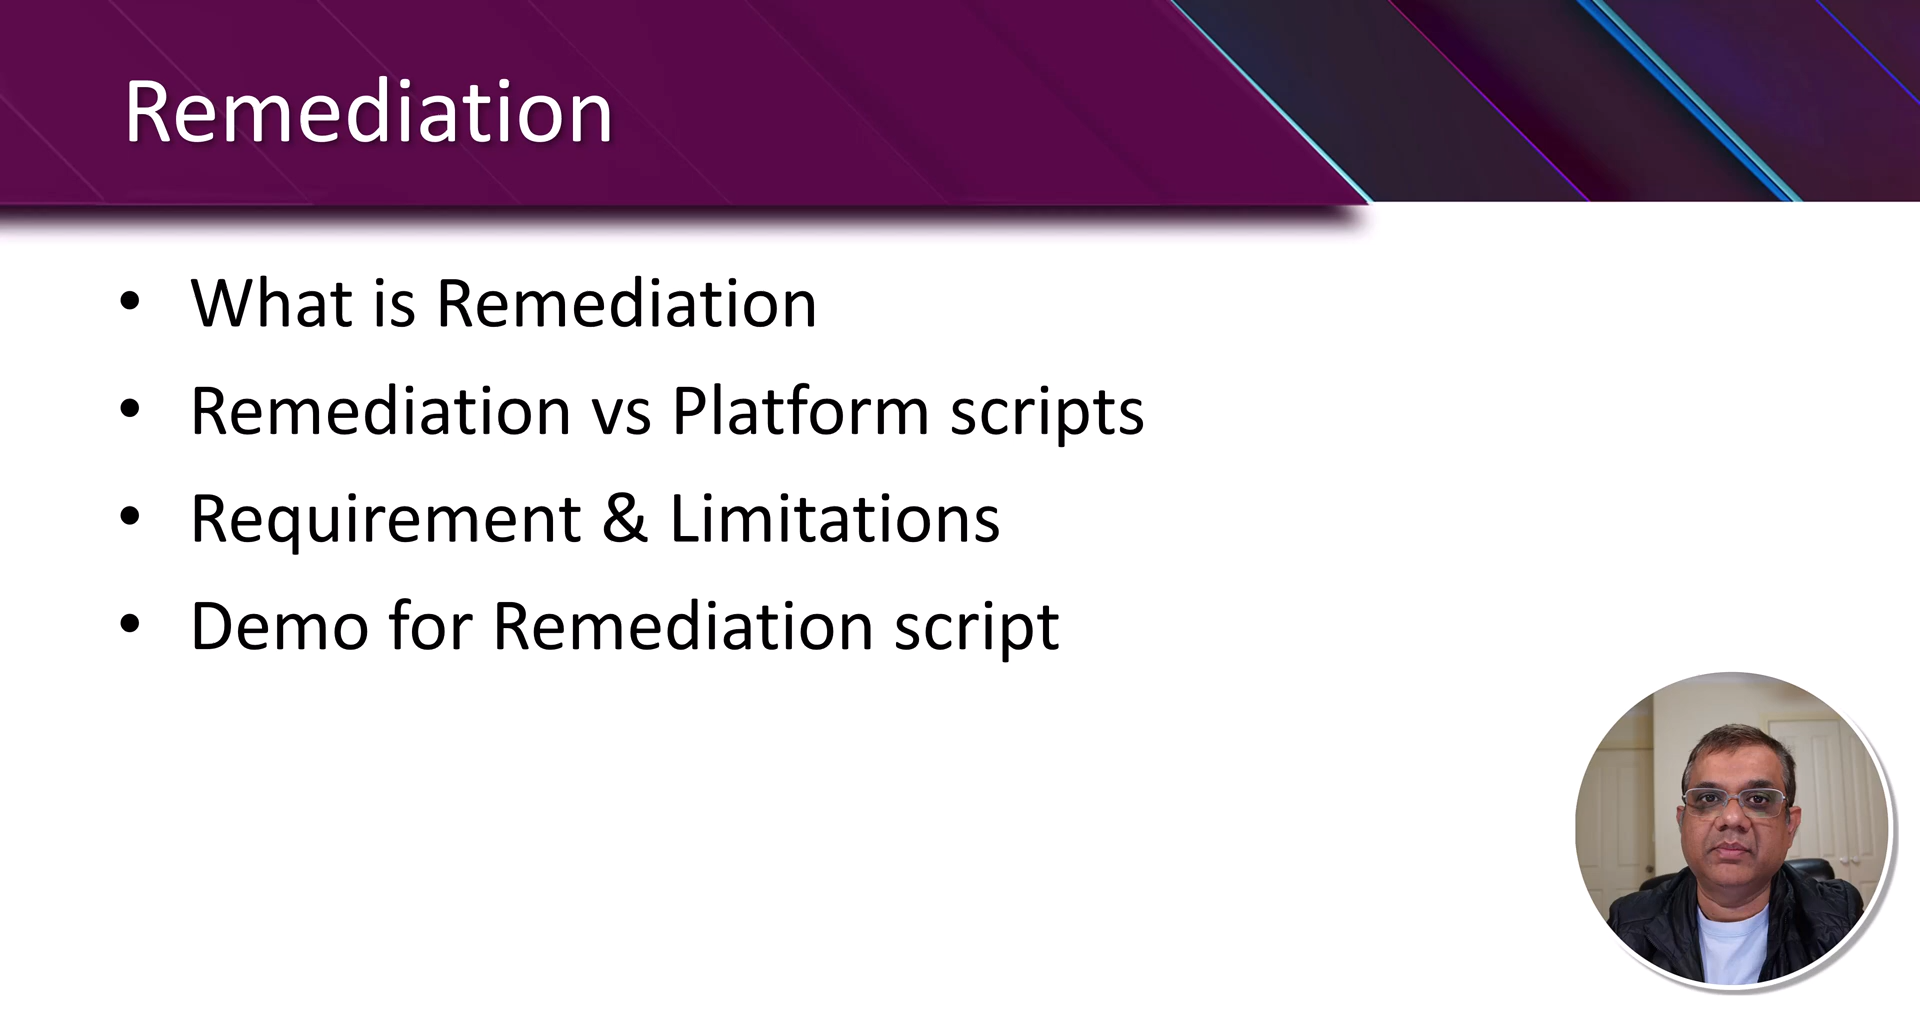 Remediation
• What is Remediation
• Remediation vs Platform scripts
• Requirement & Limitations
• Demo for Remediation script